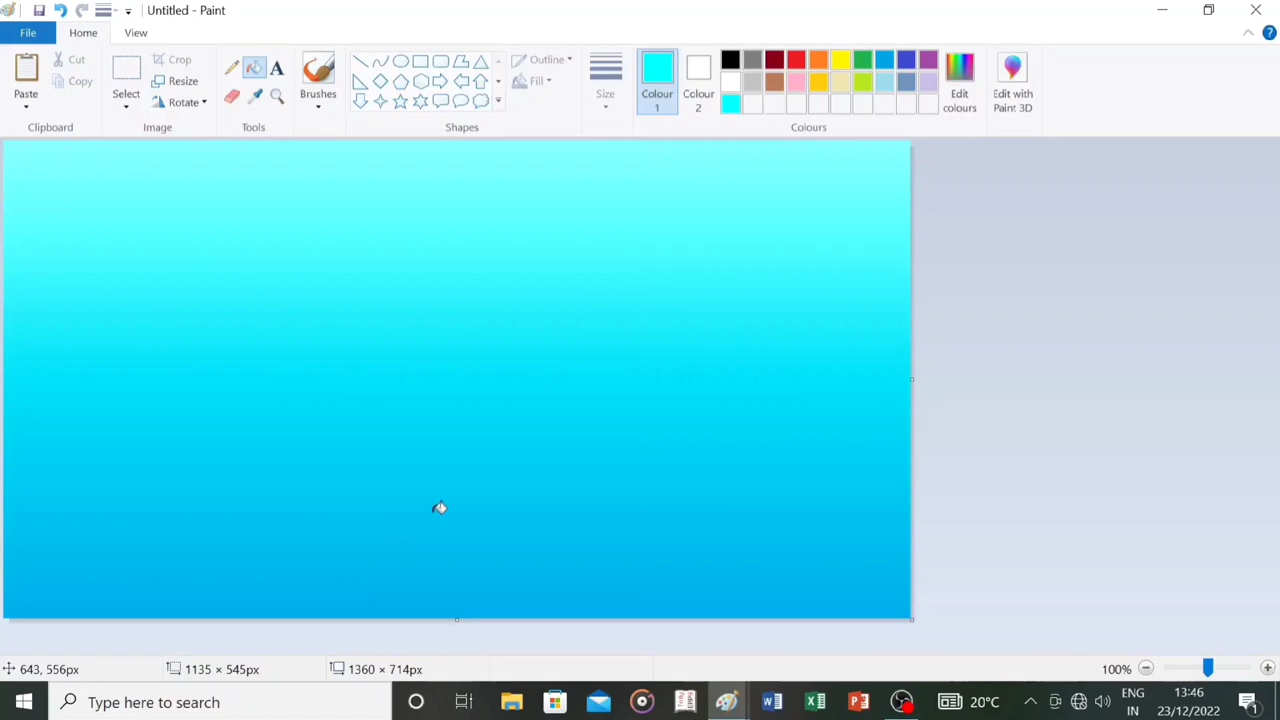 Untitled - Paint
File
Home
View
Paste
Cut
Copy
Clipboard
Select
Crop
Resize
Rotate
Image
A
Tools
Brushes
Outline
Fill
Shapes
Size
Colour 1
Colour 2
Edit colours
Edit with Paint 3D
Colours
643, 556px
1135 × 545px
1360 × 714px
100%
Type here to search
20°C
ENG
IN
13:46
23/12/2022
1